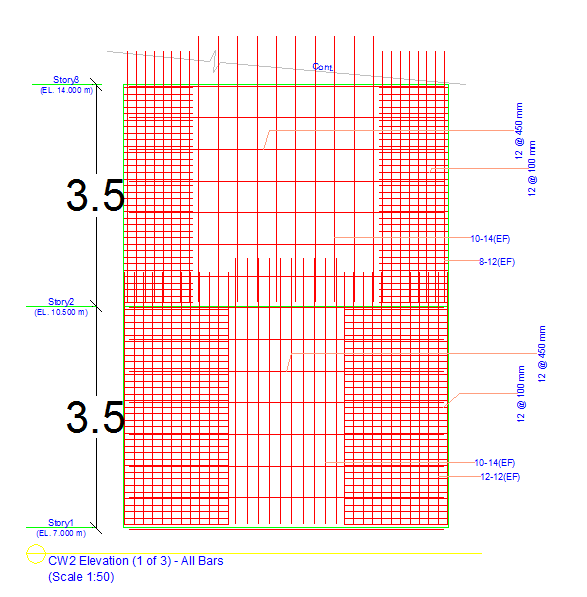 Cont.
Story3
(EL. 14.000 m)
12 @ 450 mm
12 @ 100 mm
3.5
10-14(EF)
8-12(EF)
Story2
(EL. 10.500 m)
12 @ 450 mm
12 @ 100 mm
3.5
10-14(EF)
12-12(EF)
Story1
(EL. 7.000 m)
CW2 Elevation (1 of 3) - All Bars
(Scale 1:50)